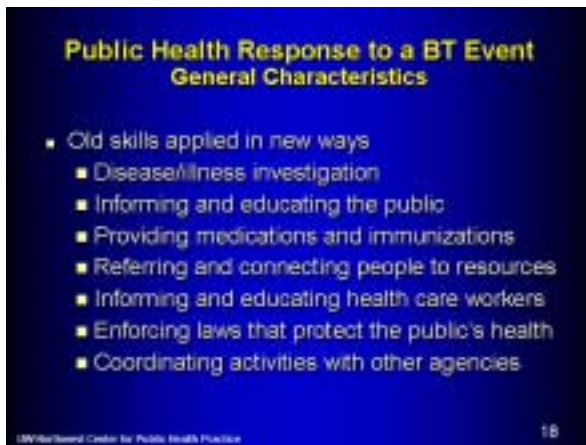 Public Health Response to a BT Event
General Characteristics
Old skills applied in new ways
Disease/illness investigation
Informing and educating the public
Providing medications and immunizations
Referring and connecting people to resources
Informing and educating health care workers
Enforcing laws that protect the public's health
Coordinating activities with other agencies
UW Northwest Center for Public Health Practice
18